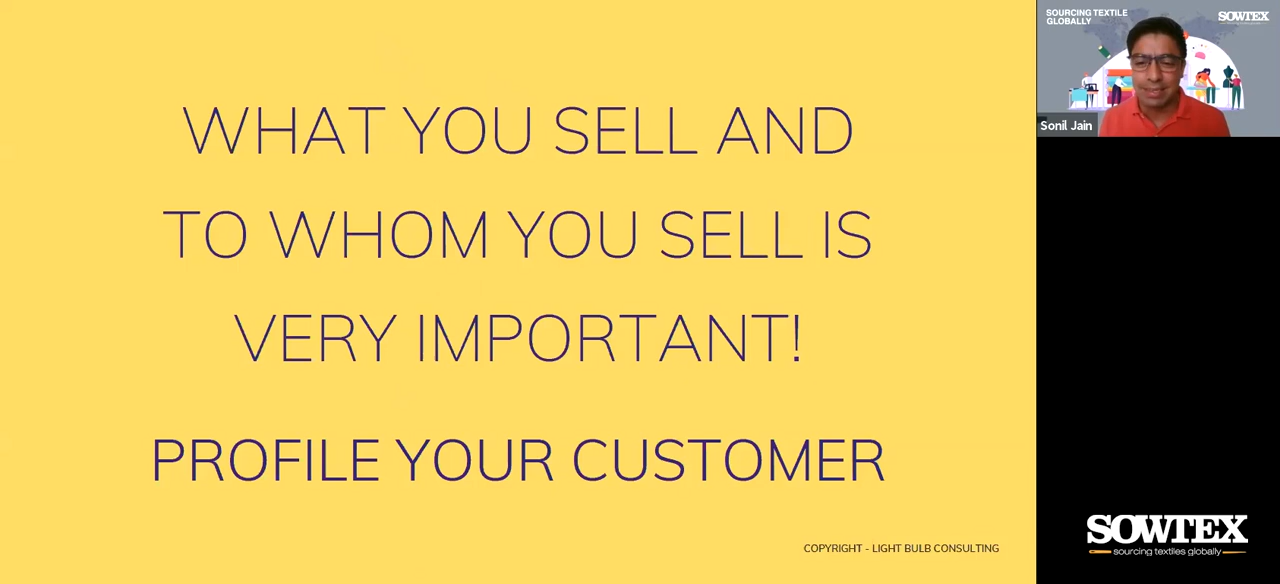 WHAT YOU SELL AND
TO WHOM YOU SELL IS
VERY IMPORTANT!
PROFILE YOUR CUSTOMER
COPYRIGHT - LIGHT BULB CONSULTING
SOURCING TEXTILE
GLOBALLY
SOWTEX
Sonil Jain
SOWTEX
sourcing textiles globally